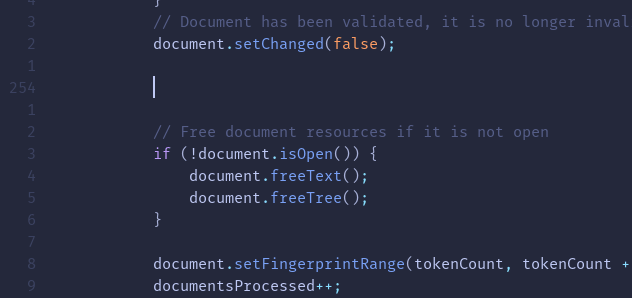 4 }
3 // Document has been validated, it is no longer inval
2 document.setChanged(false);
1
254
1
2 // Free document resources if it is not open
3 if (!document.isOpen()) {
4 document.freeText();
5 document.freeTree();
6 }
7
8 document.setFingerprintRange(tokenCount, tokenCount +
9 documentsProcessed++;